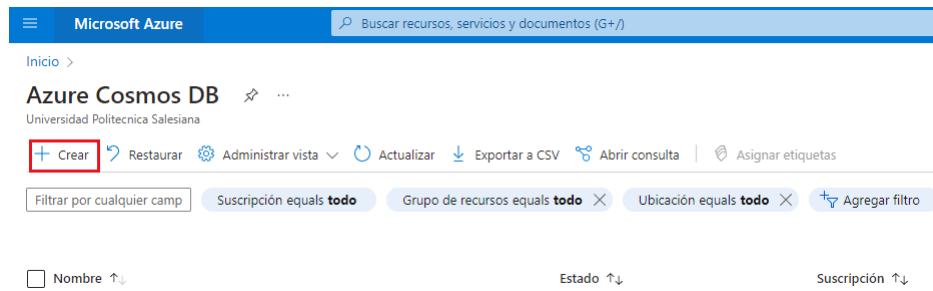 Microsoft Azure Buscar recursos, servicios y documentos (G+/)
Inicio >
Azure Cosmos DB ...
Universidad Politecnica Salesiana
+ Crear Restaurar Administrar vista Actualizar Exportar a CSV Abrir consulta Asignar etiquetas
Filtrar por cualquier camp Suscripción equals todo Grupo de recursos equals todo Ubicación equals todo Agregar filtro
Nombre ↑↓ Estado ↑↓ Suscripción ↑↓